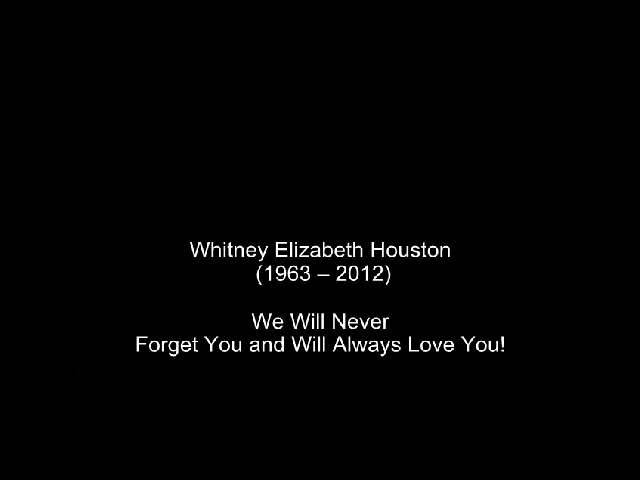 Whitney Elizabeth Houston
(1963 – 2012)
We Will Never
Forget You and Will Always Love You!